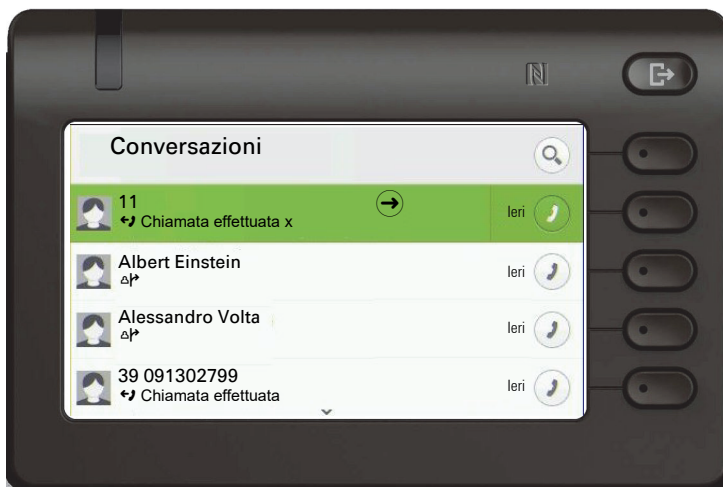 Conversazioni
11
Chiamata effettuata x
Ieri
Albert Einstein
Ieri
Alessandro Volta
Ieri
39 091302799
Chiamata effettuata
Ieri